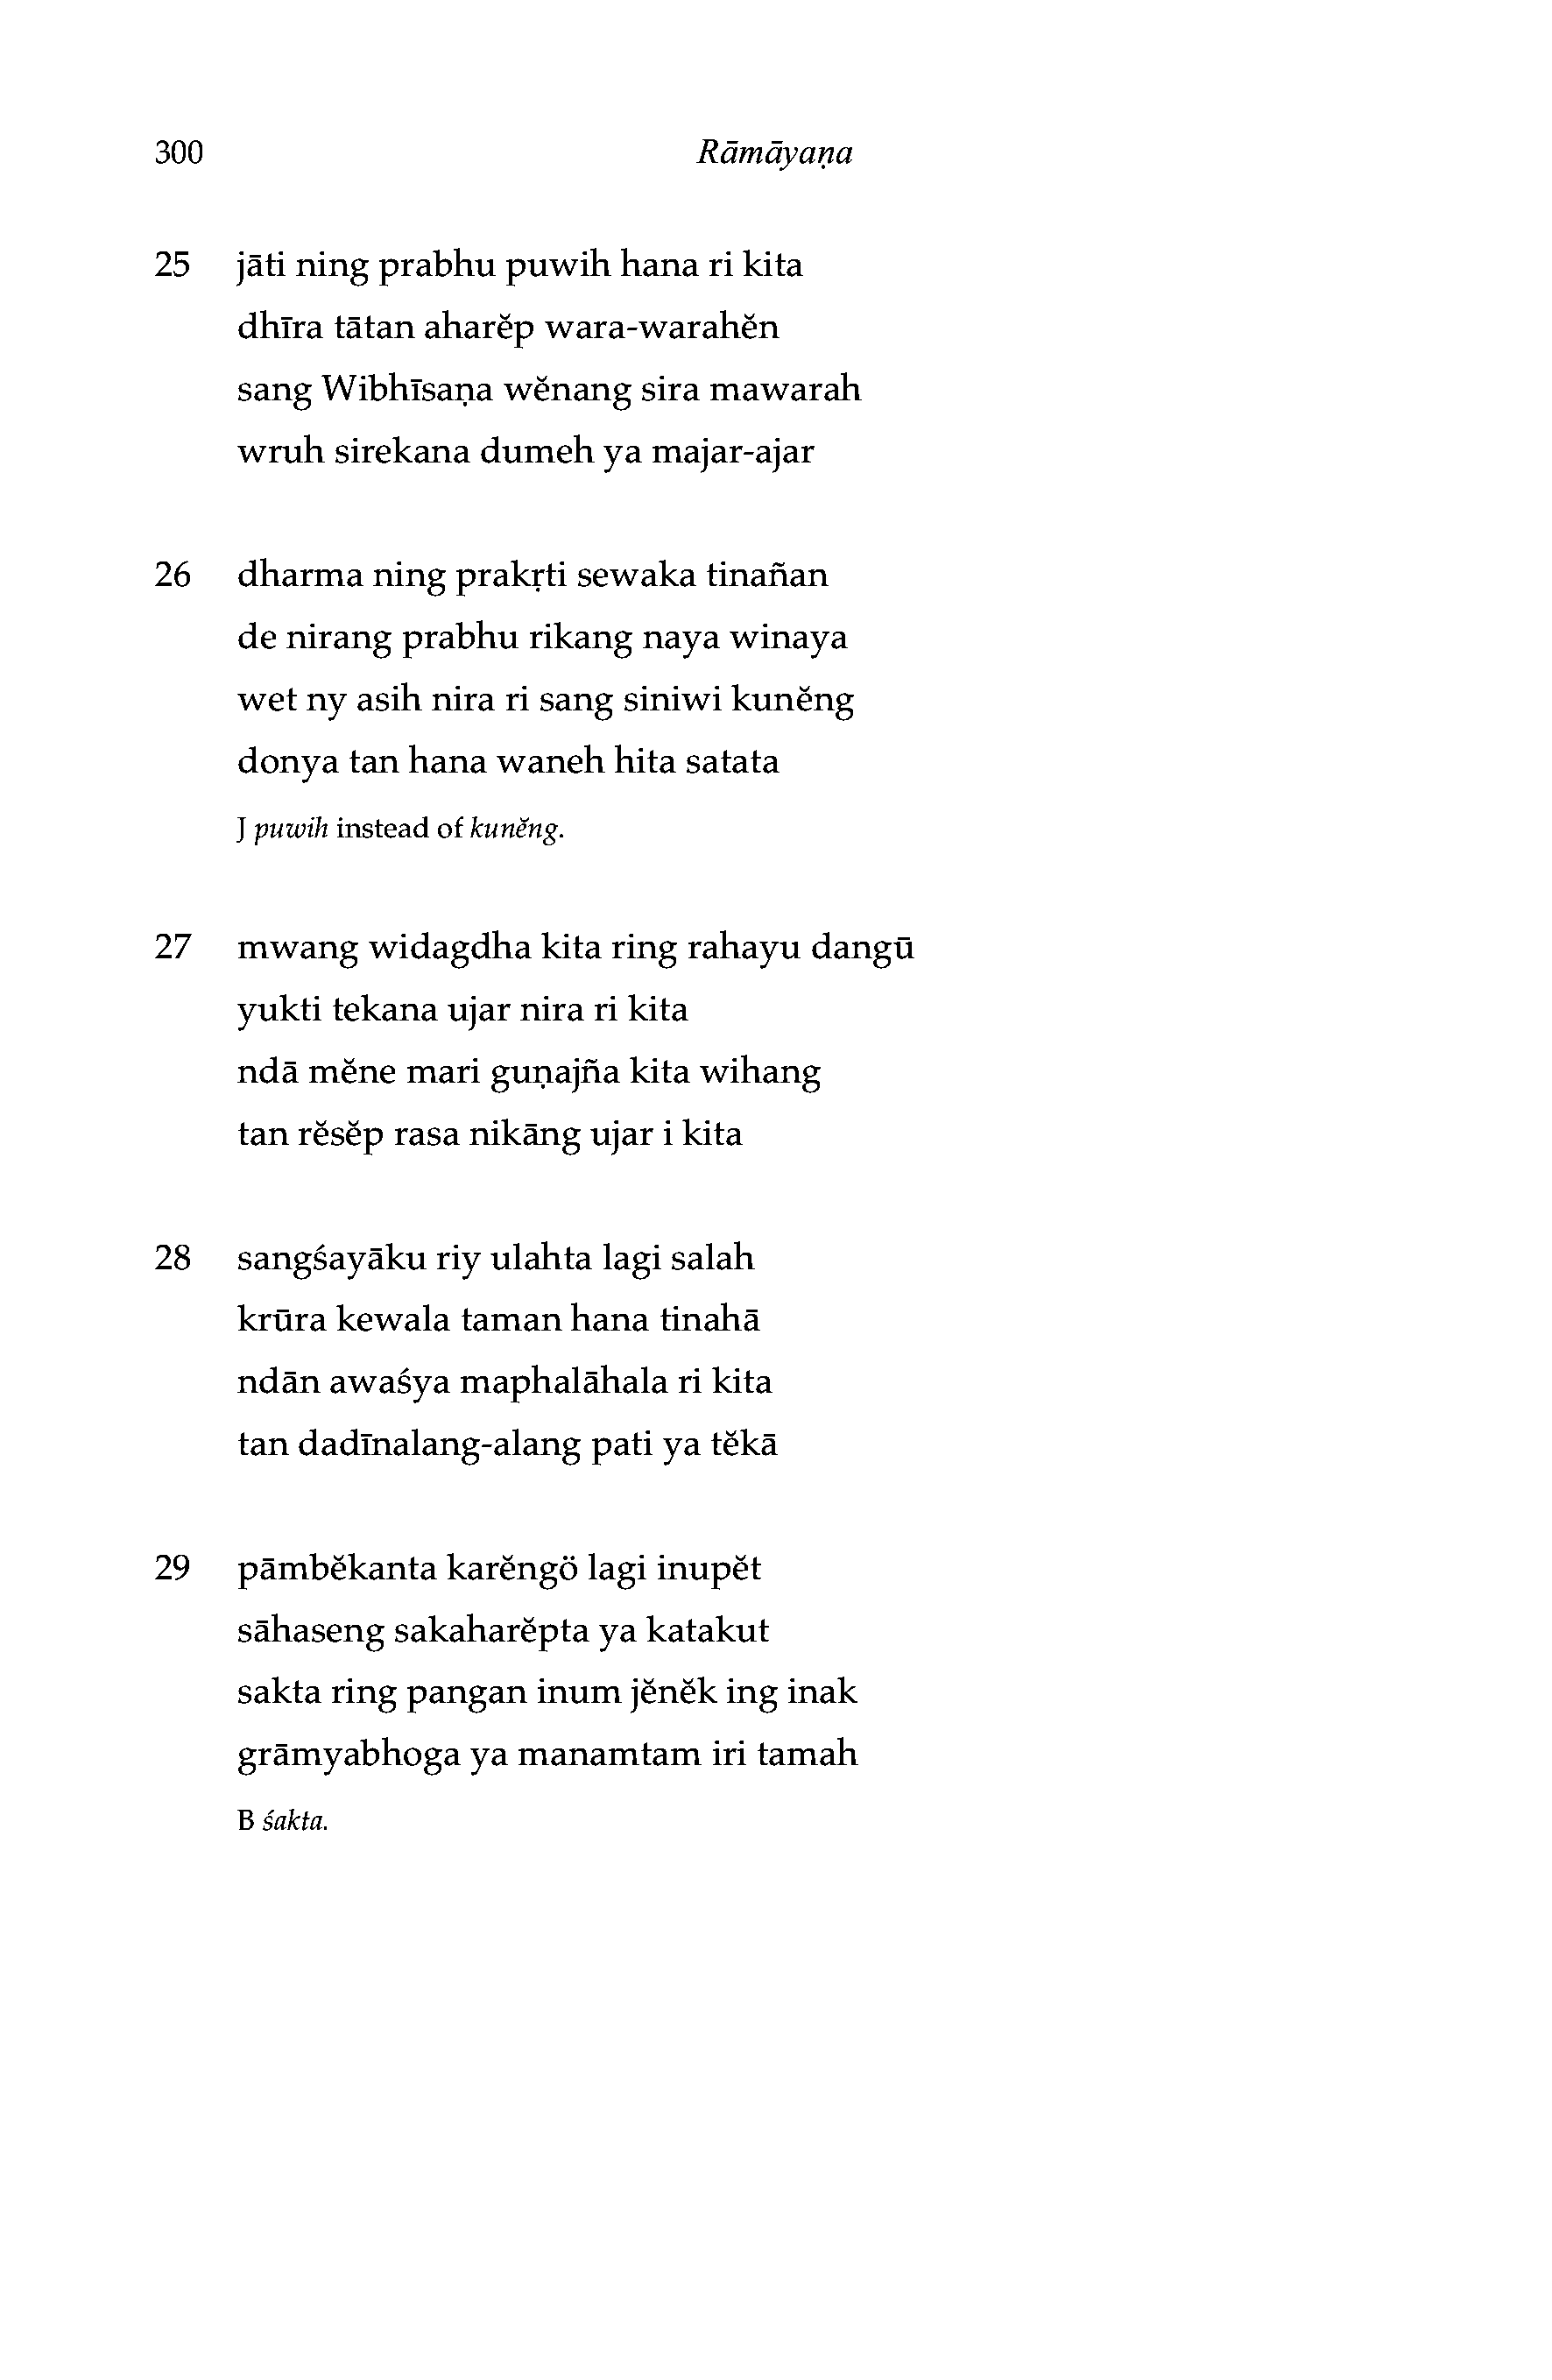 300 Rāmāyaṇa
25 jāti ning prabhu puwih hana ri kita
dhīra tātan aharĕp wara-warahĕn
sang Wibhīsaṇa wĕnang sira mawarah
wruh sirekana dumeh ya majar-ajar
26 dharma ning prakṛti sewaka tinañan
de nirang prabhu rikang naya winaya
wet ny asih nira ri sang siniwi kunĕng
donya tan hana waneh hita satata
J puwih instead of kunĕng.
27 mwang widagdha kita ring rahayu dangū
yukti tekana ujar nira ri kita
ndā mĕne mari guṇajña kita wihang
tan rĕsĕp rasa nikāng ujar i kita
28 sangśayāku riy ulahta lagi salah
krūra kewala taman hana tinahā
ndān awaśya maphalāhala ri kita
tan dadīnalang-alang pati ya tĕkā
29 pāmbĕkanta karĕngö lagi inupĕt
sāhaseng sakaharĕpta ya katakut
sakta ring pangan inum jĕnĕk ing inak
grāmyabhoga ya manamtam iri tamah
B śakta.